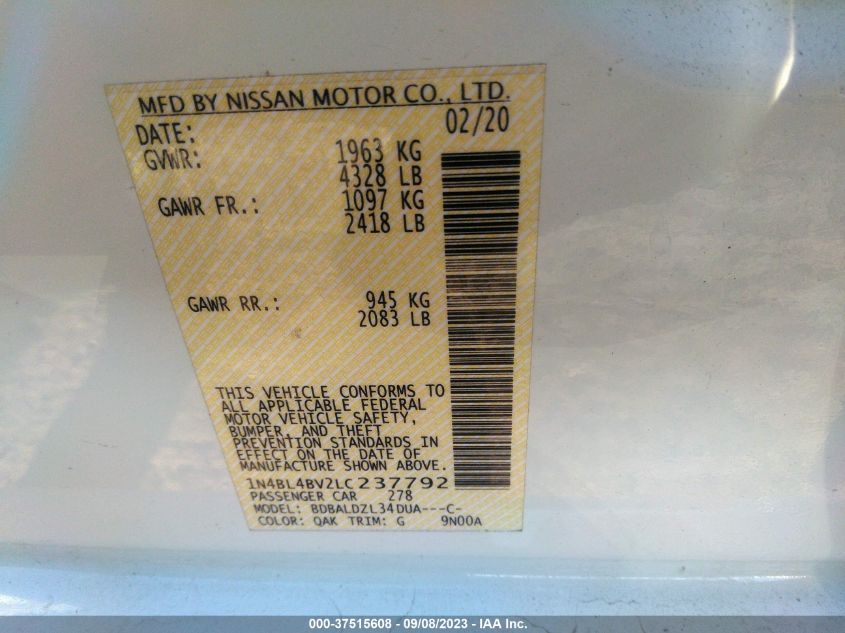 MFD BY NISSAN MOTOR CO., LTD.
DATE: 02/20
GVWR: 1963 KG
4328 LB
GAWR FR.: 1097 KG
2418 LB
GAWR RR.: 945 KG
2083 LB
THIS VEHICLE CONFORMS TO
ALL APPLICABLE FEDERAL
MOTOR VEHICLE SAFETY,
BUMPER, AND THEFT
PREVENTION STANDARDS IN
EFFECT ON THE DATE OF
MANUFACTURE SHOWN ABOVE.
1N4BL4BV2LC237792
PASSENGER CAR 278
MODEL: BDBALDZL34DUA---C-
COLOR: QAK TRIM: G 9N00A
000-37515608 - 09/08/2023 - IAA Inc.